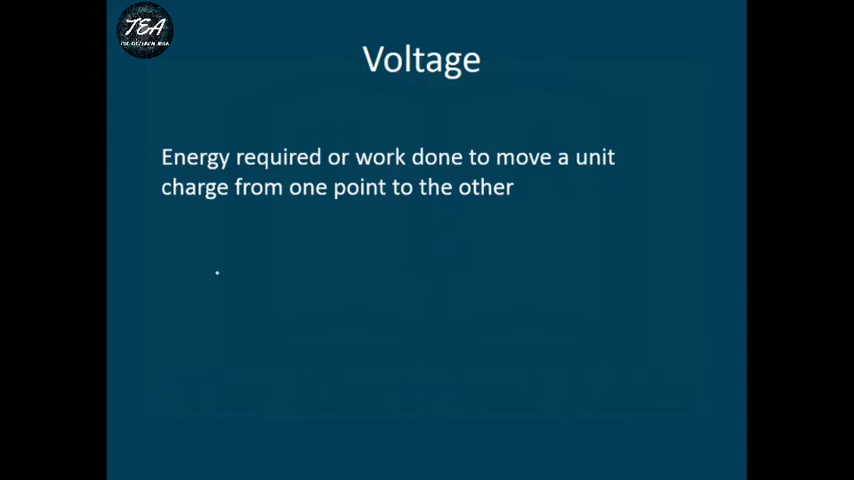 TEA
Voltage
Energy required or work done to move a unit
charge from one point to the other